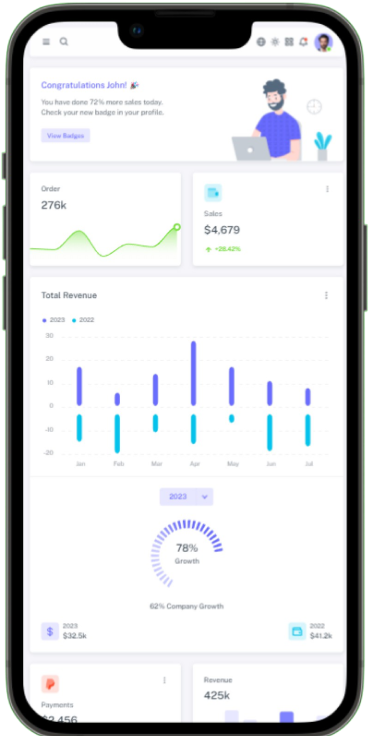 Congratulations John! 🎉
You have done 72% more sales today.
Check your new badge in your profile.
View Badges
Order
276k
Sales
$4,679
+28.42%
Total Revenue
2023 2022
30
20
10
0
-10
-20
Jan Feb Mar Apr May Jun Jul
2023
78%
Growth
62% Company Growth
2023
$32.5k
2022
$41.2k
Payments
$2,456
Revenue
425k